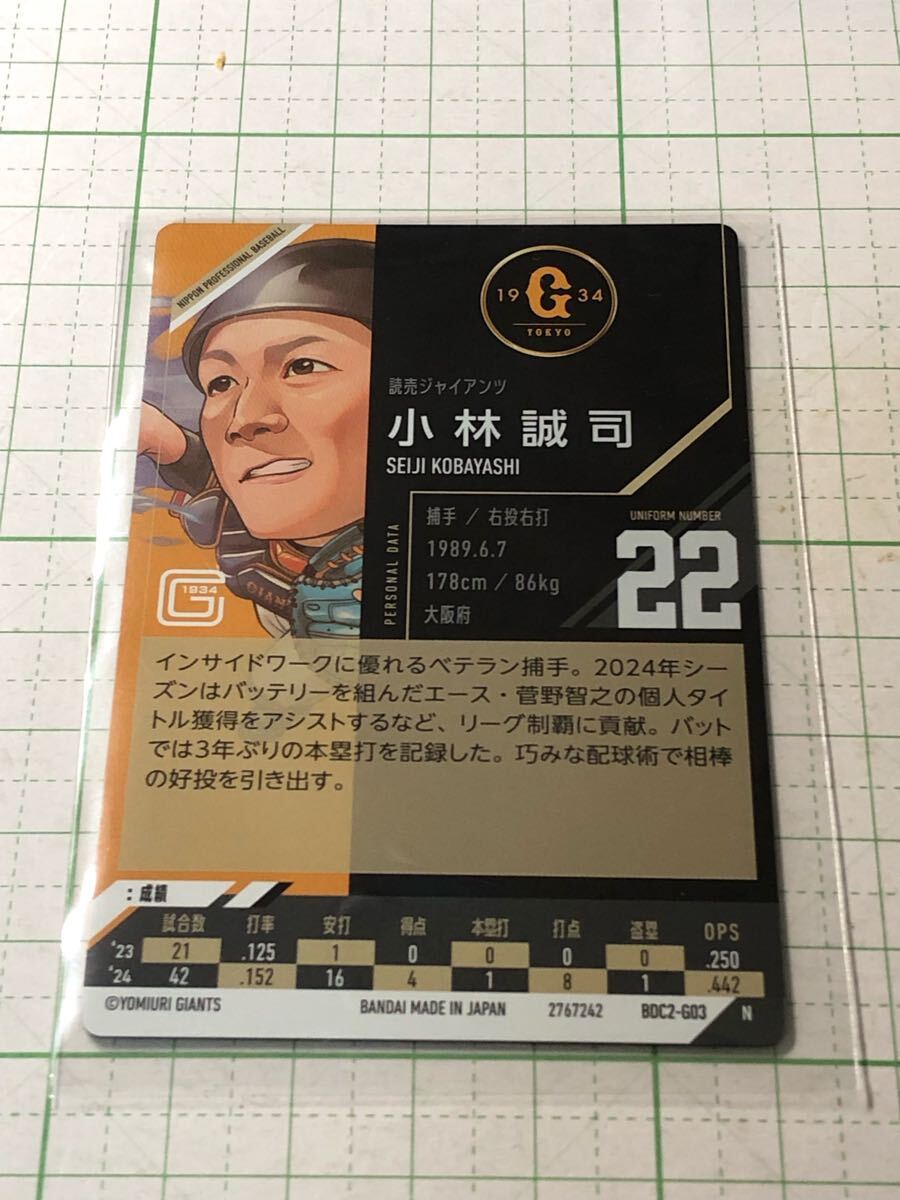 NIPPON PROFESSIONAL BASEBALL
19 G 34
TOKYO
読売ジャイアンツ
小林誠司
SEIJI KOBAYASHI
PERSONAL DATA
捕手 / 右投右打
1989.6.7
178cm / 86kg
大阪府
UNIFORM NUMBER
22
G 1934
インサイドワークに優れるベテラン捕手。2024年シー
ズンはバッテリーを組んだエース・菅野智之の個人タイ
トル獲得をアシストするなど、リーグ制覇に貢献。バット
では3年ぶりの本塁打を記録した。巧みな配球術で相棒
の好投を引き出す。
:成績
試合数 打率 安打 得点 本塁打 打点 盗塁 OPS
'23 21 .125 1 0 0 0 0 .250
'24 42 .152 16 4 1 8 1 .442
©YOMIURI GIANTS BANDAI MADE IN JAPAN 2767242 BDC2-G03 N